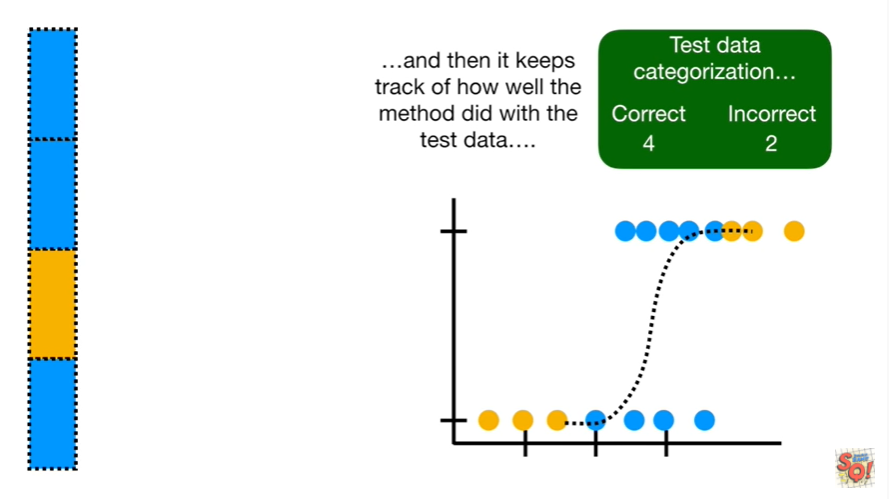 …and then it keeps
track of how well the
method did with the
test data….
Test data
categorization…
Correct Incorrect
4 2
SQ!